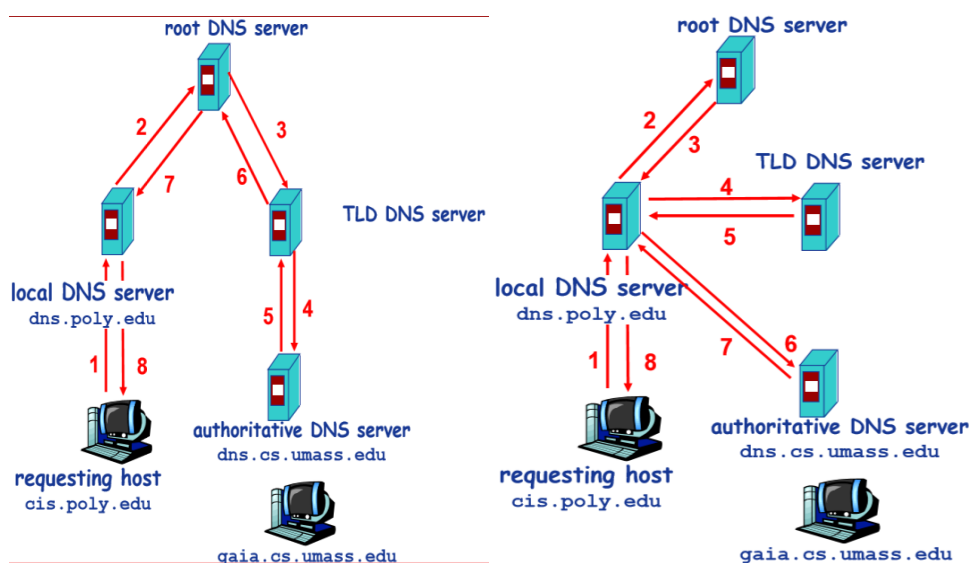 root DNS server
2
3
7
6
TLD DNS server
local DNS server
dns.poly.edu
5
4
1
8
authoritative DNS server
dns.cs.umass.edu
requesting host
cis.poly.edu
gaia.cs.umass.edu
root DNS server
2
3
TLD DNS server
4
5
local DNS server
dns.poly.edu
6
7
1
8
authoritative DNS server
dns.cs.umass.edu
requesting host
cis.poly.edu
gaia.cs.umass.edu